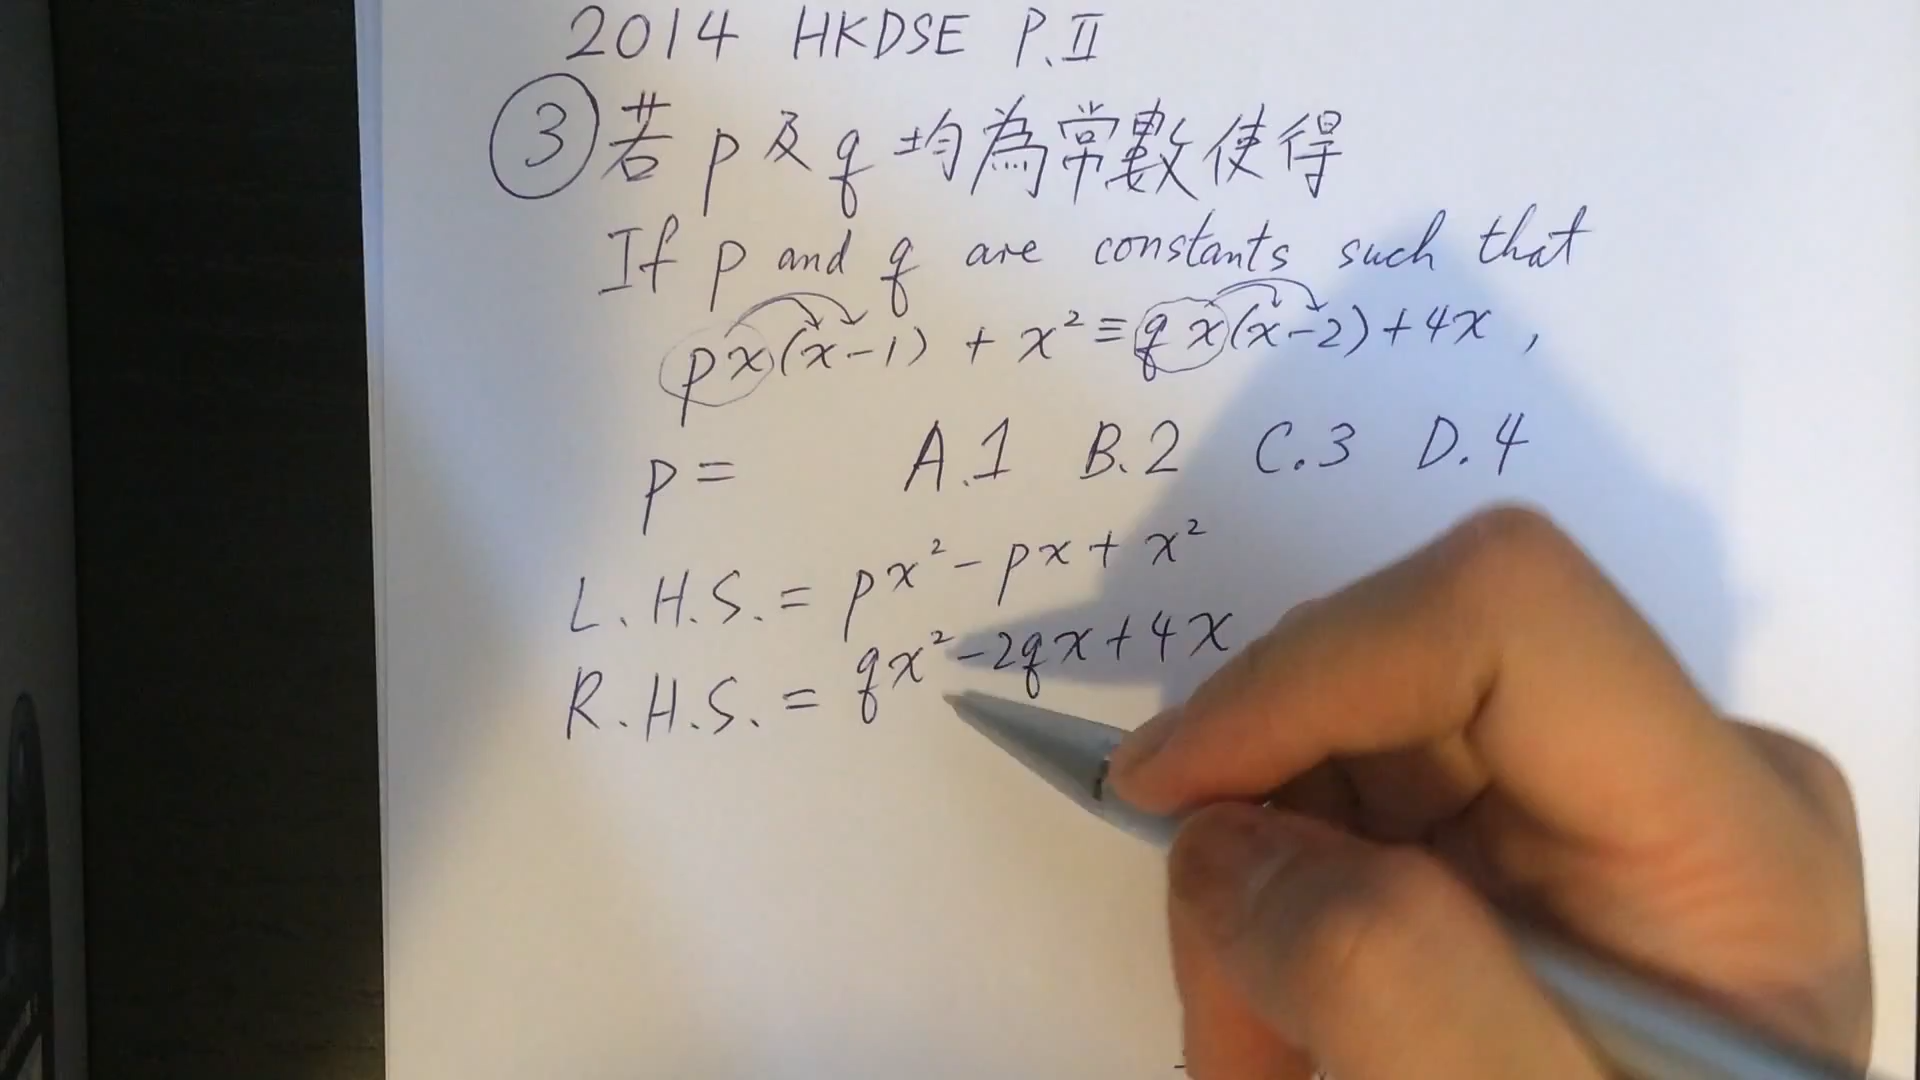 2014 HKDSE P.II
③若 p 及 q 均為常數使得
If p and q are constants such that
px(x-1) + x² ≡ qx(x-2)+4x ,
p = A.1 B.2 C.3 D.4
L.H.S. = px² - px + x²
R.H.S. = qx² - 2qx + 4x